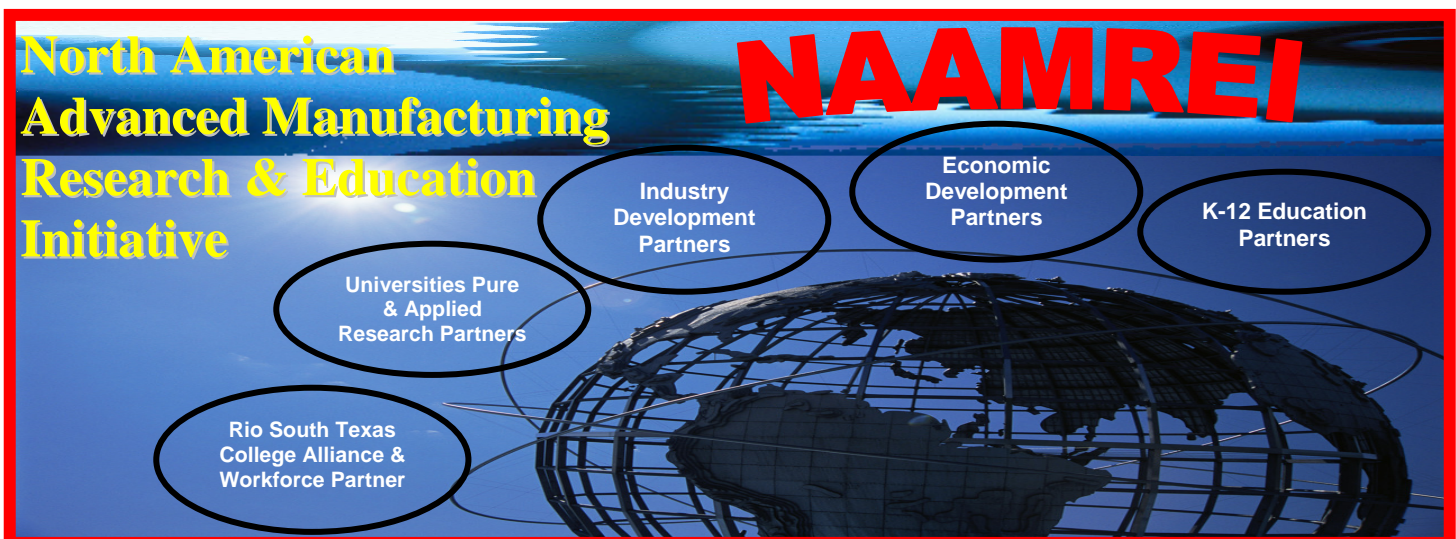 North American
Advanced Manufacturing
Research & Education
Initiative
NAAMREI
Economic
Development
Partners
Industry
Development
Partners
K-12 Education
Partners
Universities Pure
& Applied
Research Partners
Rio South Texas
College Alliance &
Workforce Partner